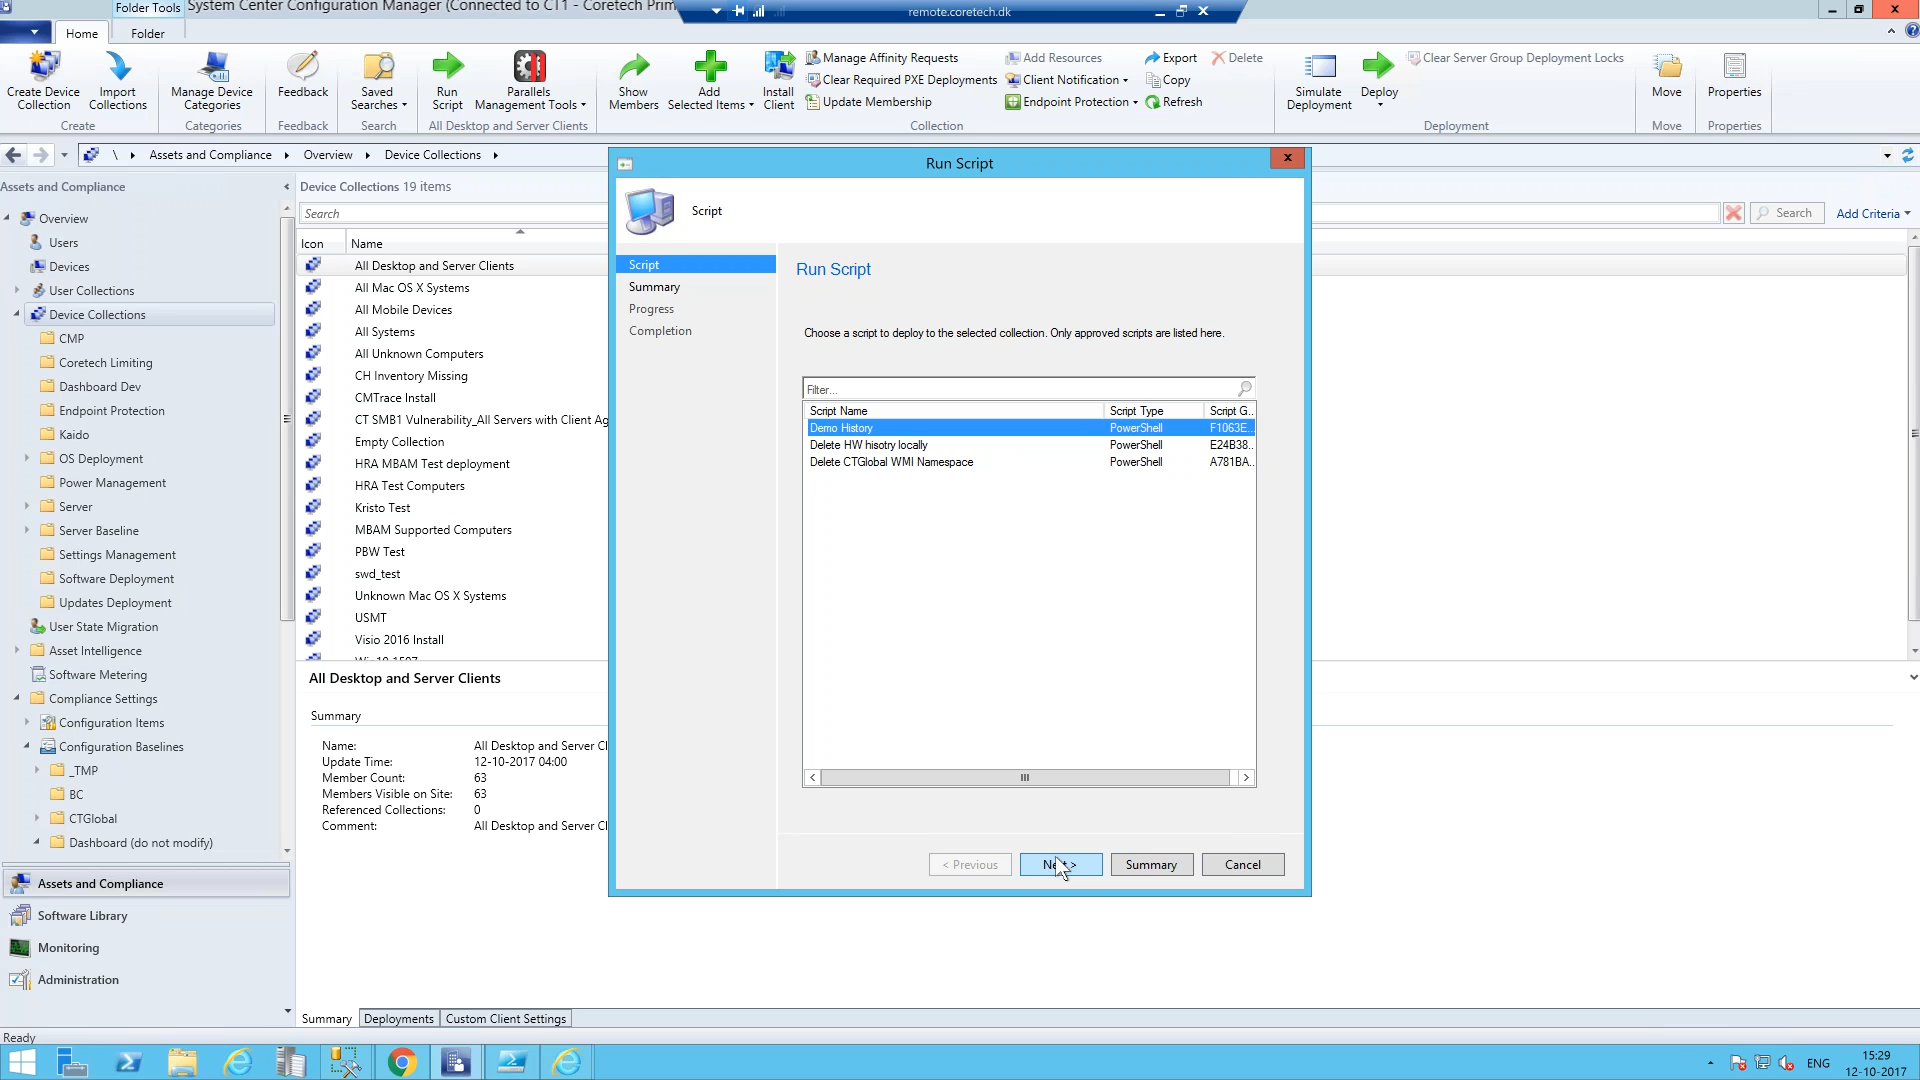 Folder Tools
System Center Configuration Manager (Connected to CT1 - Coretech Prim
remote.coretech.dk
Home
Folder
Create Device Collection
Import Collections
Manage Device Categories
Feedback
Saved Searches
Run Script
Parallels Management Tools
Show Members
Add Selected Items
Install Client
Manage Affinity Requests
Clear Required PXE Deployments
Update Membership
Add Resources
Client Notification
Endpoint Protection
Export
Copy
Refresh
Delete
Simulate Deployment
Deploy
Clear Server Group Deployment Locks
Move
Properties
Create
Categories
Feedback
Search
All Desktop and Server Clients
Collection
Deployment
Move
Properties
\
Assets and Compliance
Overview
Device Collections
Assets and Compliance
Overview
Users
Devices
User Collections
Device Collections
CMP
Coretech Limiting
Dashboard Dev
Endpoint Protection
Kaido
OS Deployment
Power Management
Server
Server Baseline
Settings Management
Software Deployment
Updates Deployment
User State Migration
Asset Intelligence
Software Metering
Compliance Settings
Configuration Items
Configuration Baselines
_TMP
BC
CTGlobal
Dashboard (do not modify)
Assets and Compliance
Software Library
Monitoring
Administration
Device Collections 19 items
Search
Search
Add Criteria
Icon Name
All Desktop and Server Clients
All Mac OS X Systems
All Mobile Devices
All Systems
All Unknown Computers
CH Inventory Missing
CMTrace Install
CT SMB1 Vulnerability_All Servers with Client Ag
Empty Collection
HRA MBAM Test deployment
HRA Test Computers
Kristo Test
MBAM Supported Computers
PBW Test
swd_test
Unknown Mac OS X Systems
USMT
Visio 2016 Install
All Desktop and Server Clients
Summary
Name: All Desktop and Server Cl
Update Time: 12-10-2017 04:00
Member Count: 63
Members Visible on Site: 63
Referenced Collections: 0
Comment: All Desktop and Server Cl
Summary
Deployments
Custom Client Settings
Run Script
Script
Script
Summary
Progress
Completion
Run Script
Choose a script to deploy to the selected collection. Only approved scripts are listed here.
Filter...
Script Name Script Type Script G..
Demo History PowerShell F1063E...
Delete HW hisotry locally PowerShell E24B38..
Delete CTGlobal WMI Namespace PowerShell A781BA..
< Previous
Summary
Cancel
Ready
ENG
15:29
12-10-2017